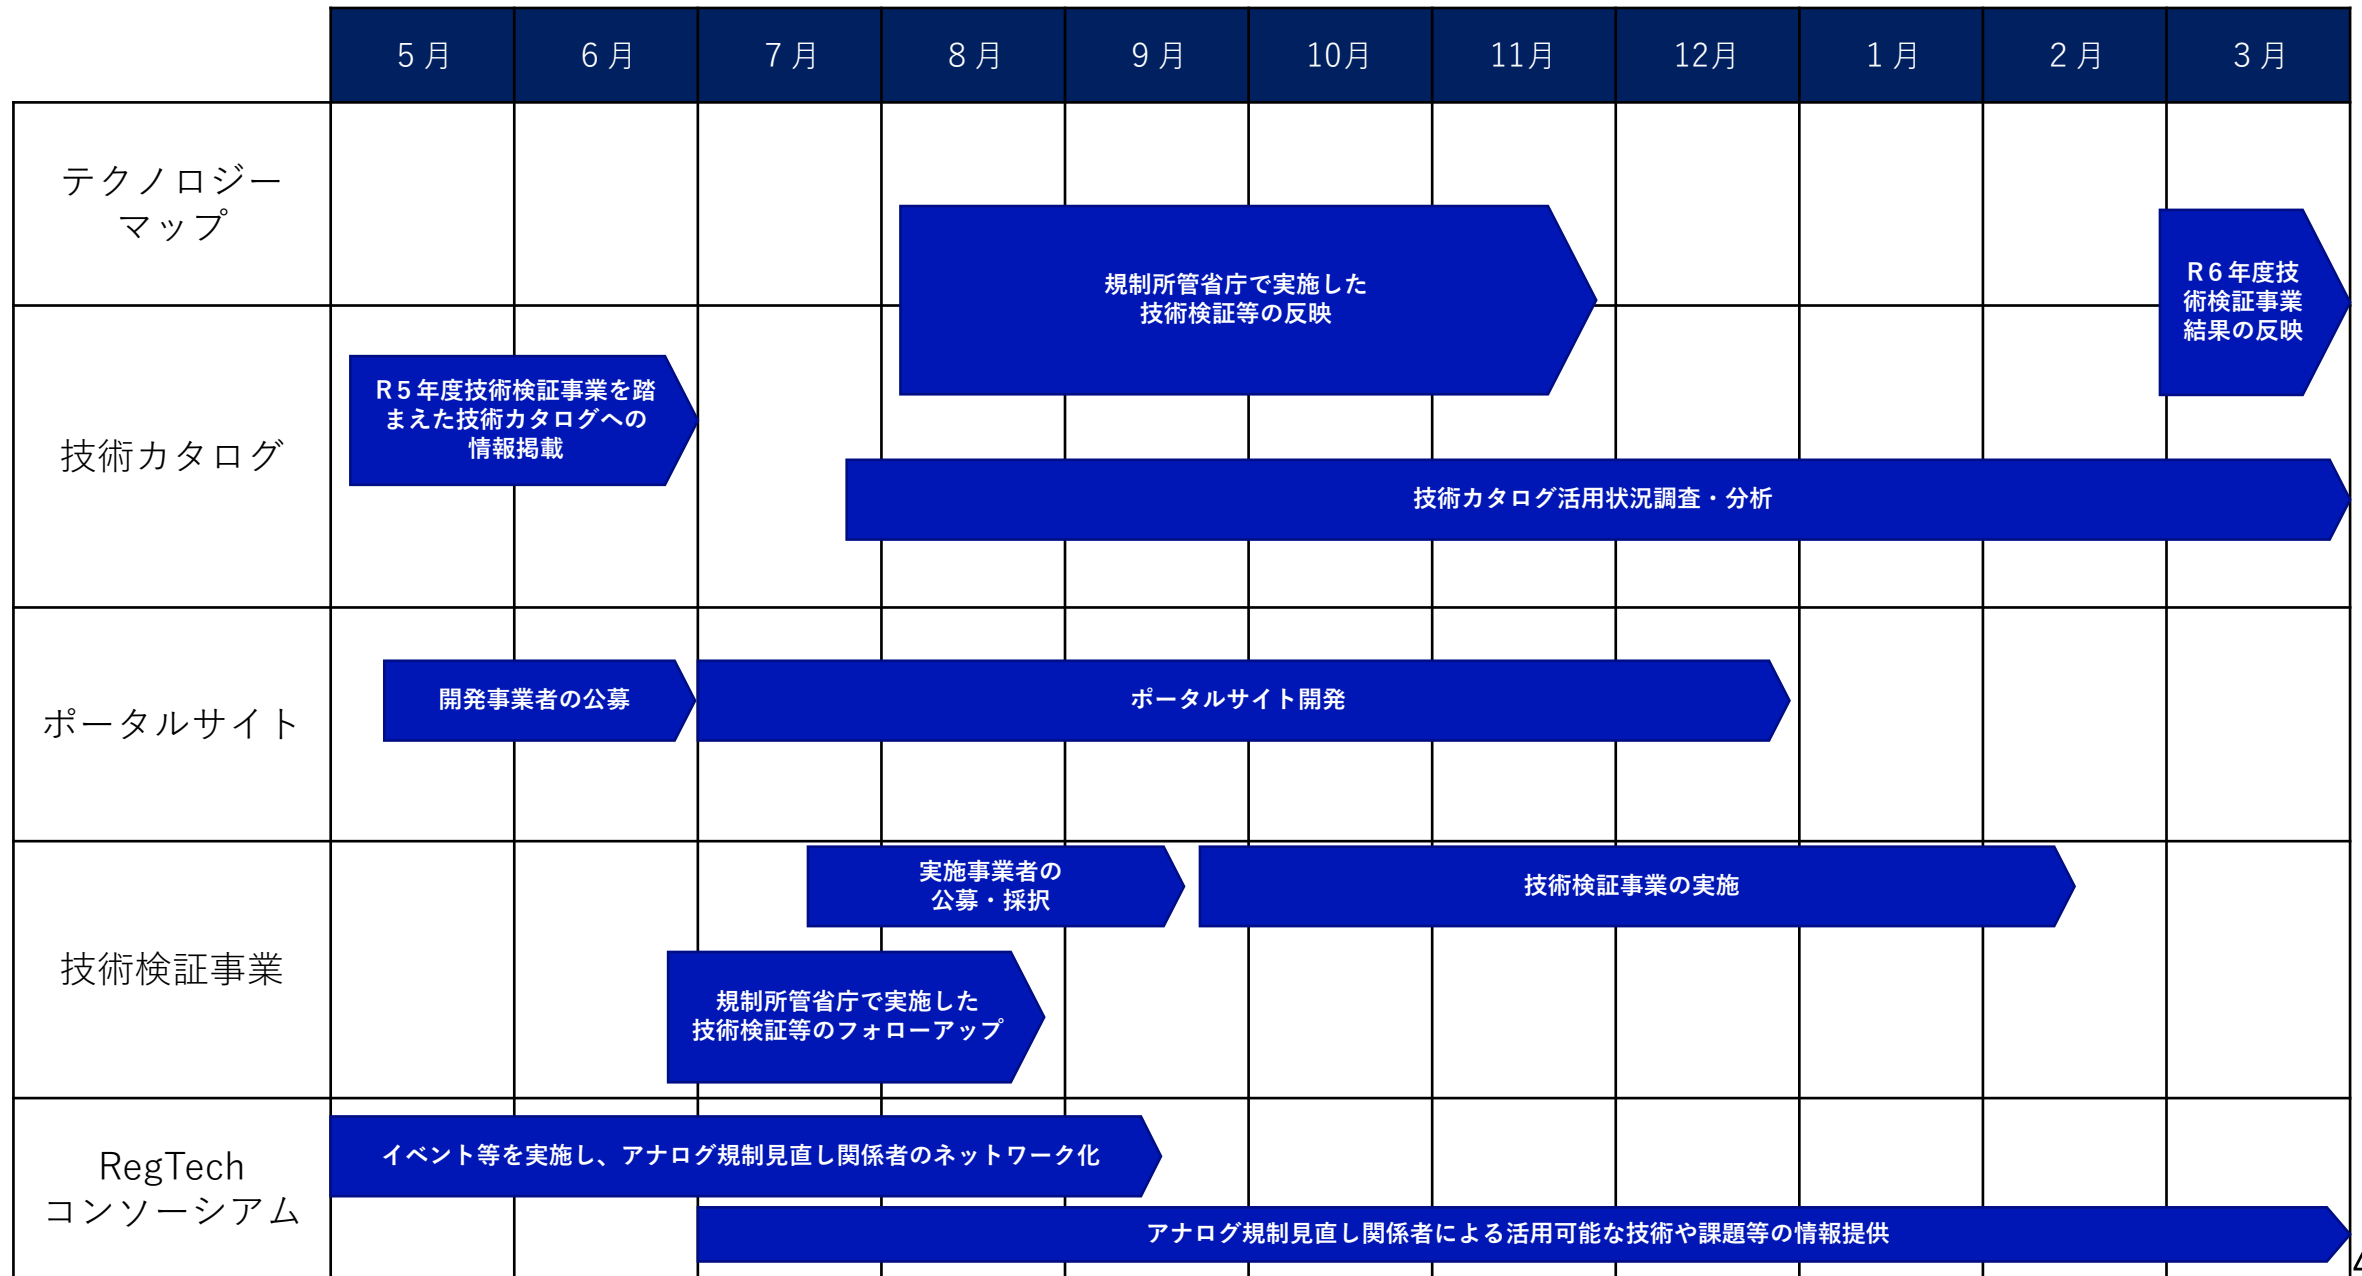 5月 6月 7月 8月 9月 10月 11月 12月 1月 2月 3月
テクノロジー
マップ
規制所管省庁で実施した
技術検証等の反映
R6年度技
術検証事業
結果の反映
技術カタログ
R5年度技術検証事業を踏
まえた技術カタログへの
情報掲載
技術カタログ活用状況調査・分析
ポータルサイト
開発事業者の公募
ポータルサイト開発
技術検証事業
実施事業者の
公募・採択
技術検証事業の実施
規制所管省庁で実施した
技術検証等のフォローアップ
RegTech
コンソーシアム
イベント等を実施し、アナログ規制見直し関係者のネットワーク化
アナログ規制見直し関係者による活用可能な技術や課題等の情報提供